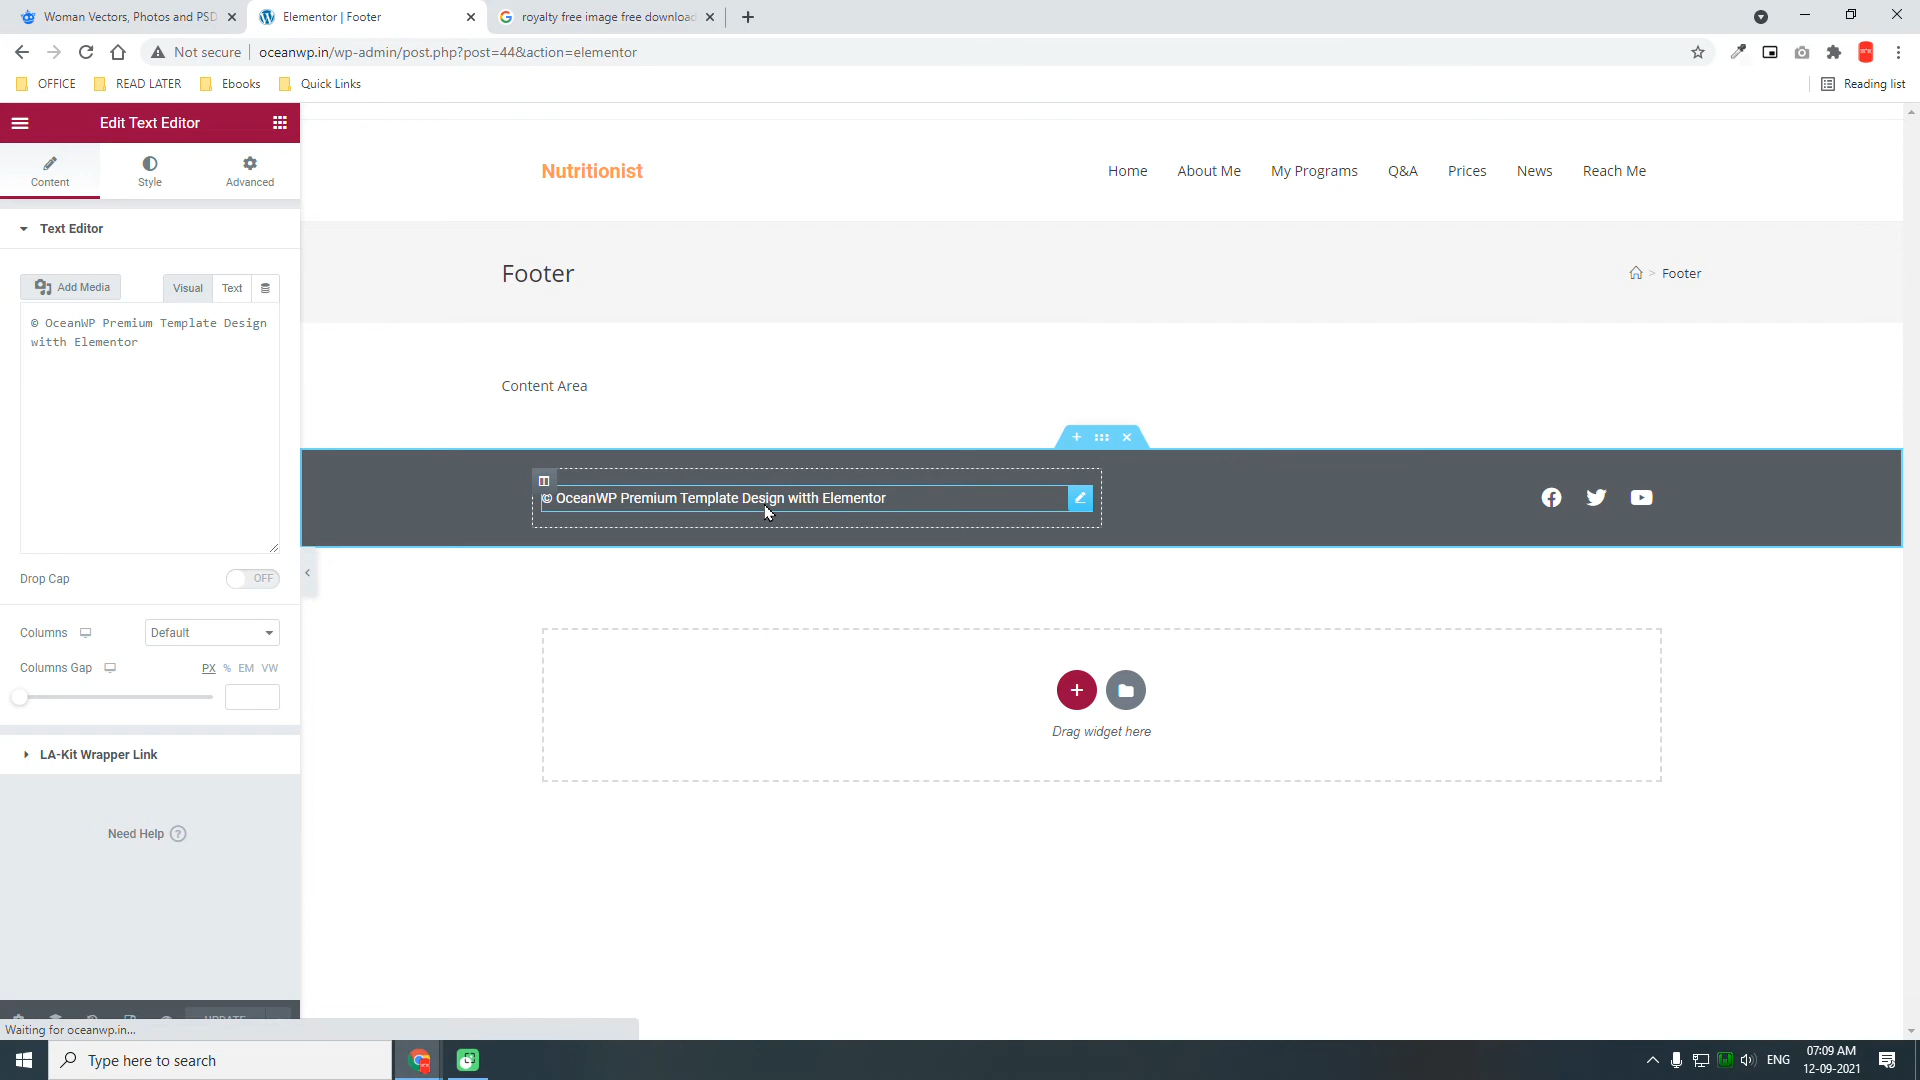 Woman Vectors, Photos and PSD
Elementor | Footer
royalty free image free download
Not secure
oceanwp.in/wp-admin/post.php?post=44&action=elementor
OFFICE
READ LATER
Ebooks
Quick Links
Reading list
Edit Text Editor
Content
Style
Advanced
Text Editor
Add Media
Visual
Text
© OceanWP Premium Template Design
witth Elementor
Drop Cap
OFF
Columns
Default
Columns Gap
PX % EM VW
LA-Kit Wrapper Link
Need Help ?
UPDATE
Waiting for oceanwp.in...
Nutritionist
Home
About Me
My Programs
Q&A
Prices
News
Reach Me
Footer
> Footer
Content Area
© OceanWP Premium Template Design witth Elementor
Drag widget here
Type here to search
ENG
07:09 AM
12-09-2021